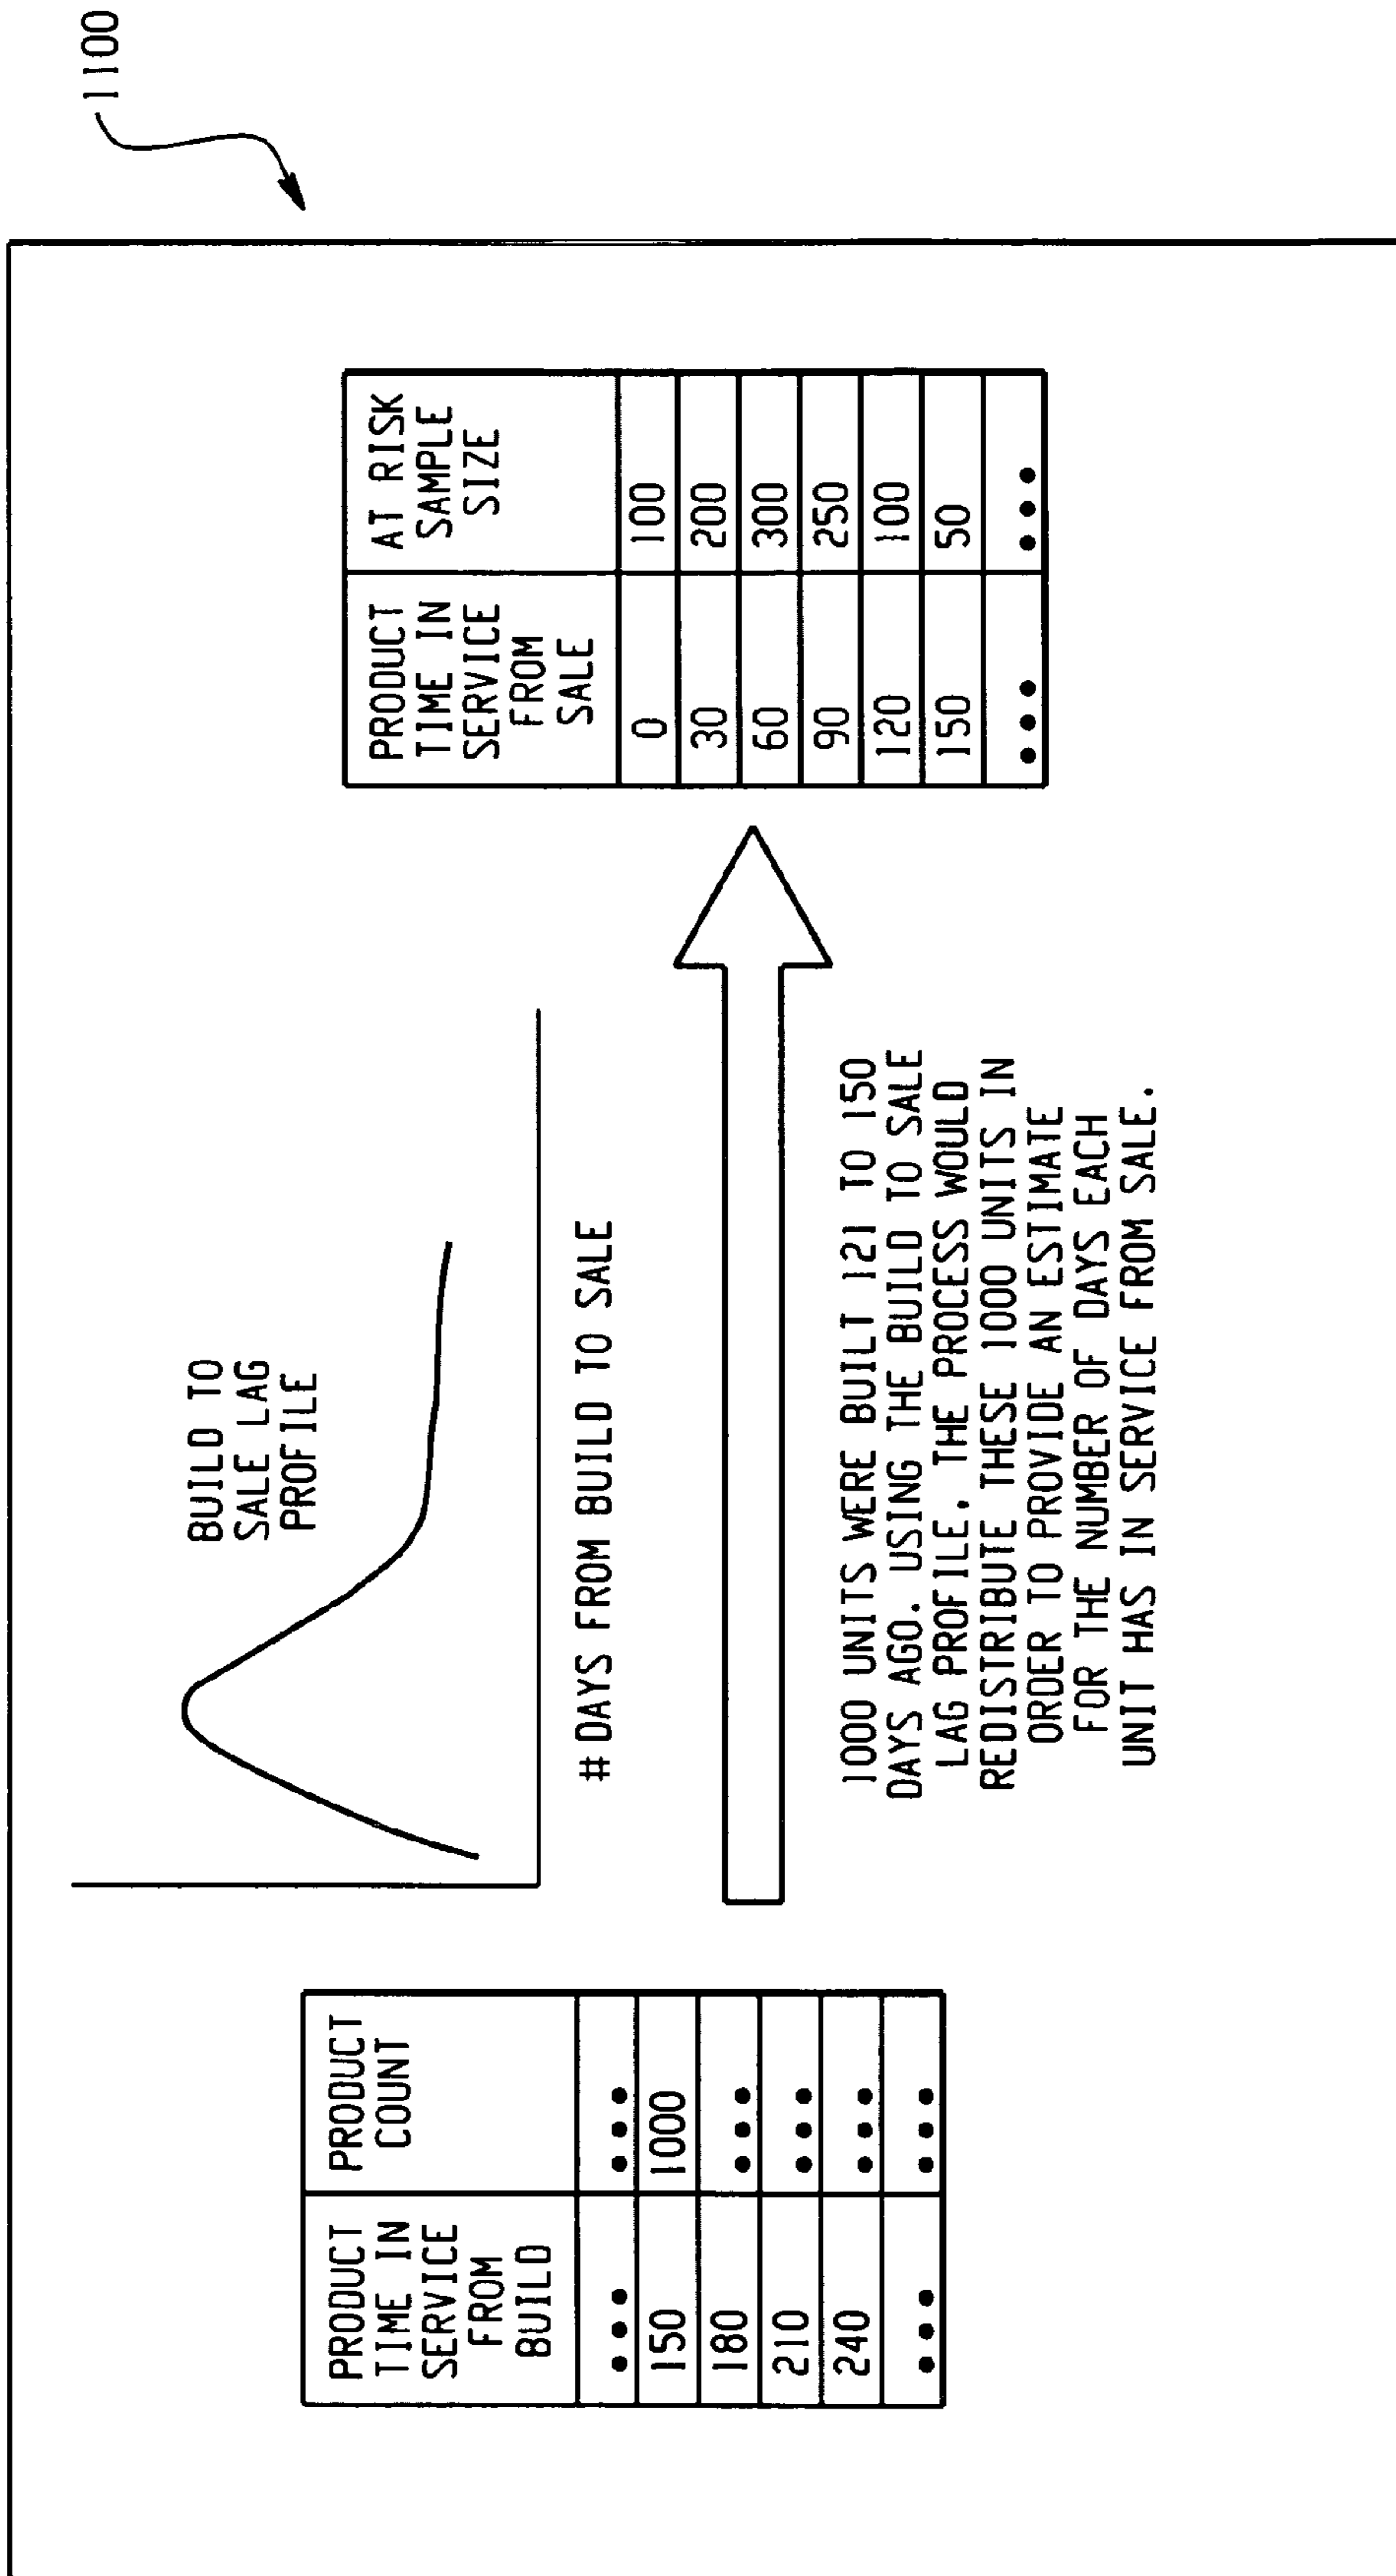 1100
PRODUCT
TIME IN
SERVICE
FROM
BUILD
PRODUCT
COUNT
••• •••
150 1000
180 •••
210 •••
240 •••
••• •••
BUILD TO
SALE LAG
PROFILE
# DAYS FROM BUILD TO SALE
1000 UNITS WERE BUILT 121 TO 150
DAYS AGO. USING THE BUILD TO SALE
LAG PROFILE, THE PROCESS WOULD
REDISTRIBUTE THESE 1000 UNITS IN
ORDER TO PROVIDE AN ESTIMATE
FOR THE NUMBER OF DAYS EACH
UNIT HAS IN SERVICE FROM SALE.
PRODUCT
TIME IN
SERVICE
FROM
SALE
AT RISK
SAMPLE
SIZE
0 100
30 200
60 300
90 250
120 100
150 50
••• •••